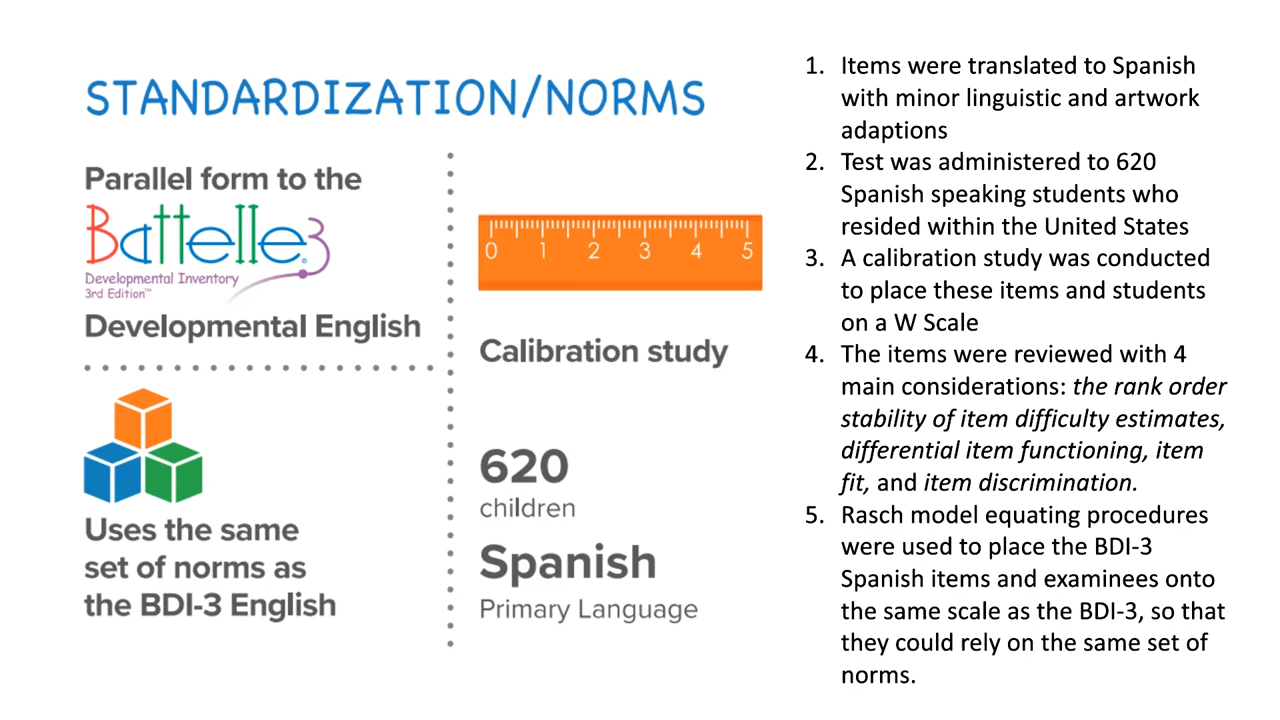 STANDARDIZATION/NORMS
Parallel form to the
Battelle3
Developmental Inventory
3rd Edition™
Developmental English
Uses the same
set of norms as
the BDI-3 English
0 1 2 3 4 5
Calibration study
620
children
Spanish
Primary Language
1. Items were translated to Spanish
with minor linguistic and artwork
adaptions
2. Test was administered to 620
Spanish speaking students who
resided within the United States
3. A calibration study was conducted
to place these items and students
on a W Scale
4. The items were reviewed with 4
main considerations: the rank order
stability of item difficulty estimates,
differential item functioning, item
fit, and item discrimination.
5. Rasch model equating procedures
were used to place the BDI-3
Spanish items and examinees onto
the same scale as the BDI-3, so that
they could rely on the same set of
norms.